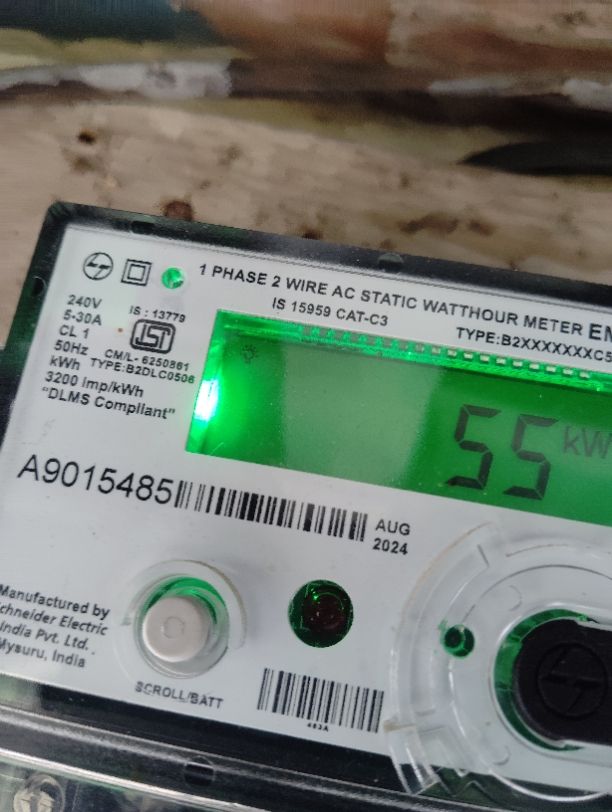 1 PHASE 2 WIRE AC STATIC WATTHOUR METER
IS 15959 CAT-C3
TYPE:B2XXXXXXXC5
240V
5-30A
CL 1
50Hz
kWh
3200 imp/kWh
"DLMS Compliant"
IS : 13779
ISI
CM/L- 6250861
TYPE:B2DLC0506
55
A9015485
AUG
2024
Manufactured by
chneider Electric
India Pvt. Ltd.
Mysuru, India
SCROLL/BATT